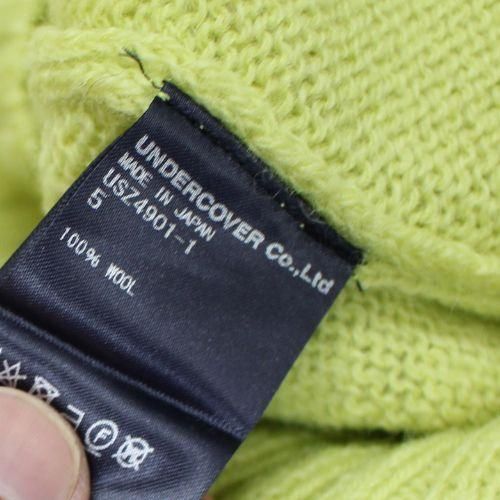 UNDERCOVER Co.,Ltd
MADE IN JAPAN
USZ4901-1
5
100% WOOL